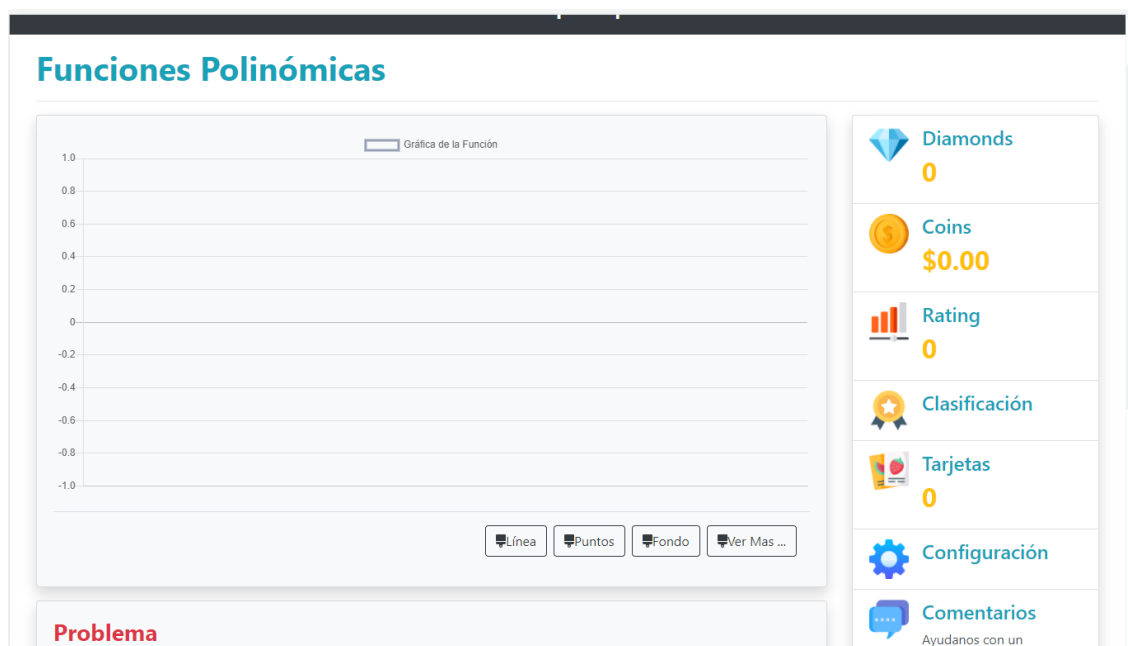 Funciones Polinómicas
Gráfica de la Función
1.0
0.8
0.6
0.4
0.2
0
-0.2
-0.4
-0.6
-0.8
-1.0
Línea
Puntos
Fondo
Ver Mas ...
Problema
Diamonds
0
Coins
$0.00
Rating
0
Clasificación
Tarjetas
0
Configuración
Comentarios
Ayudanos con un